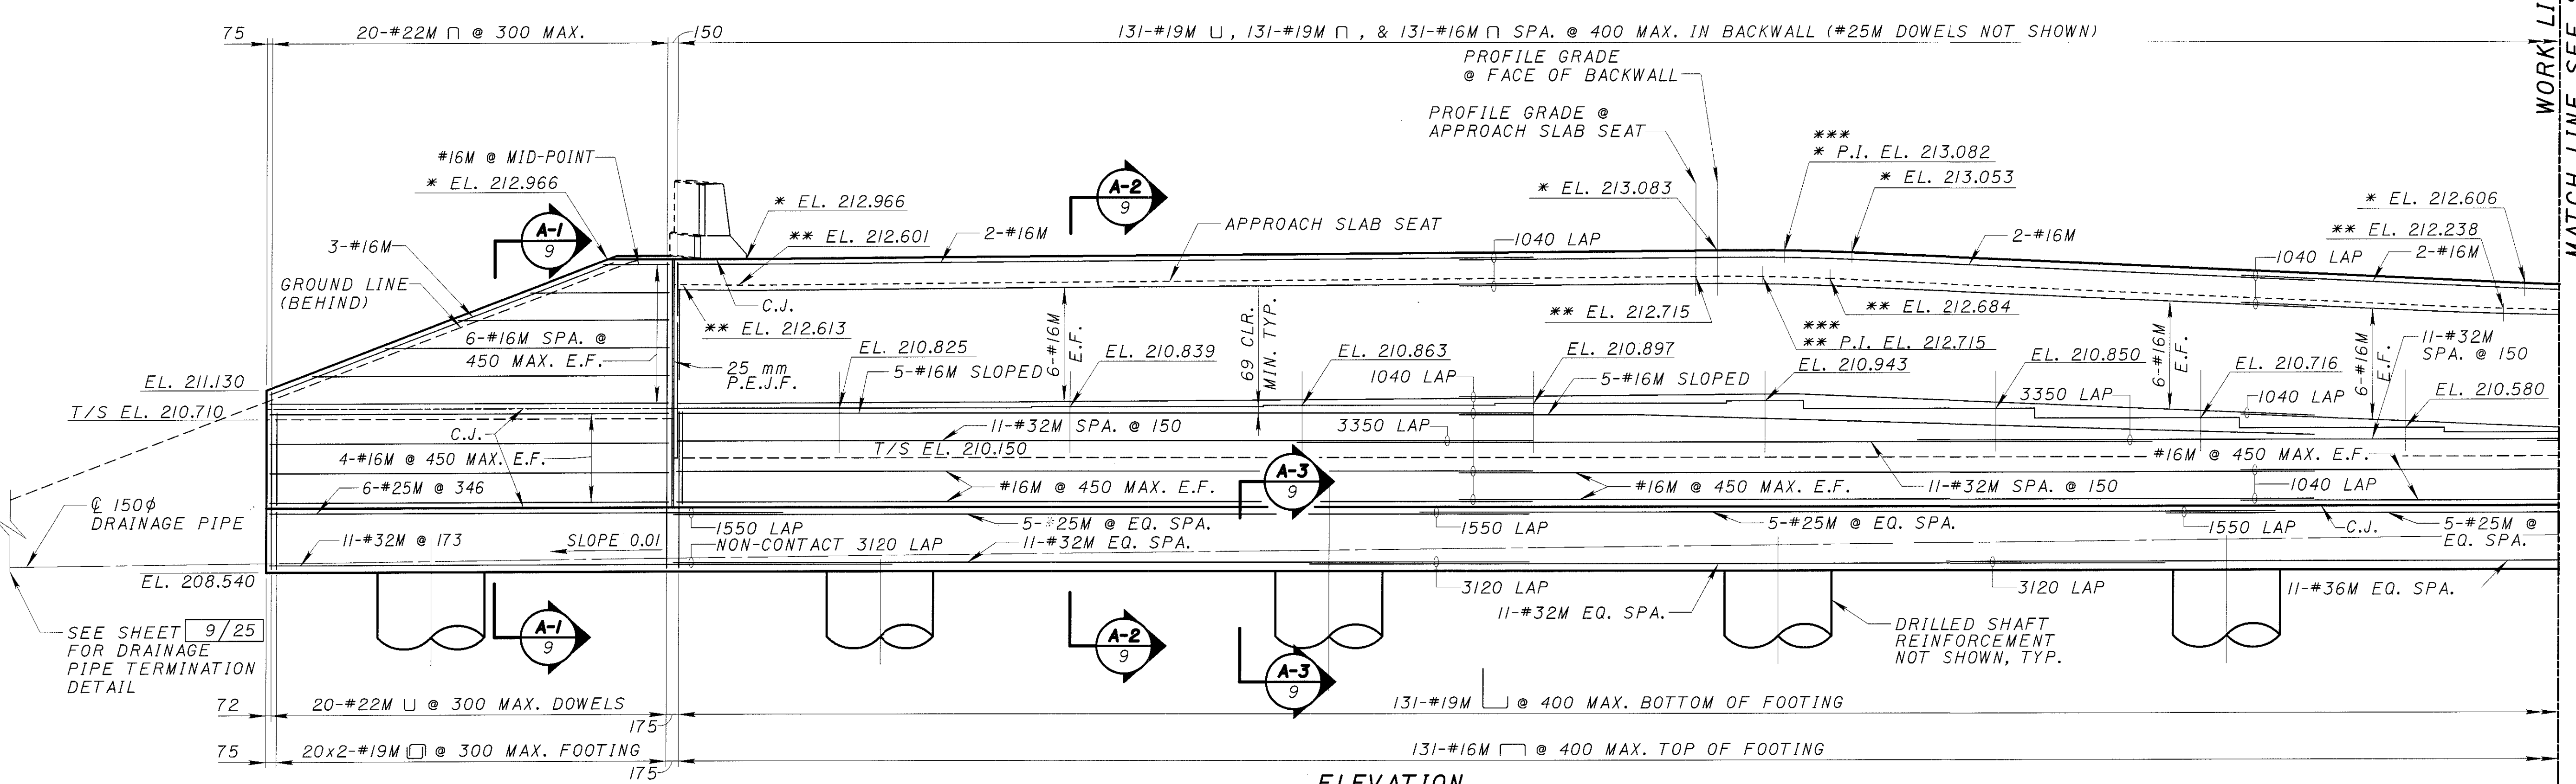 75
20-#22M ⊓ @ 300 MAX.
150
131-#19M ⊔, 131-#19M ⊓, & 131-#16M ⊓ SPA. @ 400 MAX. IN BACKWALL (#25M DOWELS NOT SHOWN)
PROFILE GRADE
@ FACE OF BACKWALL
PROFILE GRADE @
APPROACH SLAB SEAT
***
* P.I. EL. 213.082
* EL. 213.053
* EL. 213.083
* EL. 212.606
** EL. 212.238
2-#16M
#16M @ MID-POINT
* EL. 212.966
A-1
9
3-#16M
GROUND LINE
(BEHIND)
* EL. 212.966
** EL. 212.601
2-#16M
A-2
9
APPROACH SLAB SEAT
1040 LAP
2-#16M
1040 LAP
C.J.
** EL. 212.613
6-#16M SPA. @
450 MAX. E.F.
25 mm
P.E.J.F.
EL. 210.825
5-#16M SLOPED
6-#16M
E.F.
EL. 210.839
69 CLR.
MIN. TYP.
EL. 210.863
1040 LAP
** EL. 212.715
EL. 210.897
5-#16M SLOPED
** EL. 212.684
***
** P.I. EL. 212.715
EL. 210.943
EL. 210.850
3350 LAP
6-#16M
E.F.
EL. 210.716
1040 LAP
6-#16M
E.F.
11-#32M
SPA. @ 150
EL. 210.580
EL. 211.130
T/S EL. 210.710
C.J.
4-#16M @ 450 MAX. E.F.
6-#25M @ 346
11-#32M SPA. @ 150
T/S EL. 210.150
3350 LAP
#16M @ 450 MAX. E.F.
A-3
9
#16M @ 450 MAX. E.F.
11-#32M SPA. @ 150
#16M @ 450 MAX. E.F.
1040 LAP
℄ 150φ
DRAINAGE PIPE
11-#32M @ 173
SLOPE 0.01
1550 LAP
NON-CONTACT 3120 LAP
5-#25M @ EQ. SPA.
11-#32M EQ. SPA.
1550 LAP
5-#25M @ EQ. SPA.
1550 LAP
C.J.
5-#25M @
EQ. SPA.
EL. 208.540
3120 LAP
11-#32M EQ. SPA.
3120 LAP
11-#36M EQ. SPA.
SEE SHEET 9/25
FOR DRAINAGE
PIPE TERMINATION
DETAIL
A-1
9
A-2
9
A-3
9
DRILLED SHAFT
REINFORCEMENT
NOT SHOWN, TYP.
72
20-#22M ⊔ @ 300 MAX. DOWELS
175
131-#19M ⊔ @ 400 MAX. BOTTOM OF FOOTING
75
20x2-#19M @ 300 MAX. FOOTING
175
131-#16M ⊓ @ 400 MAX. TOP OF FOOTING
ELEVATION
WORK
MATCH LINE SEE